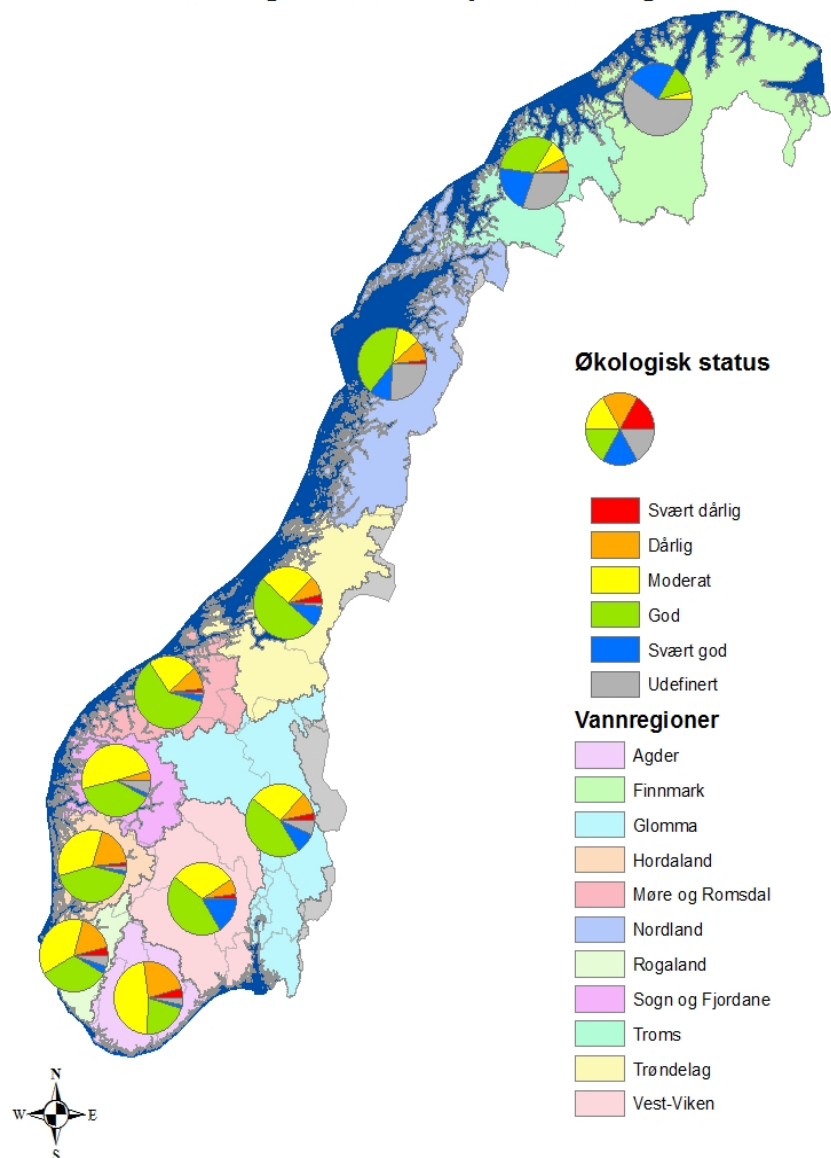 Økologisk status
Svært dårlig
Dårlig
Moderat
God
Svært god
Udefinert
Vannregioner
Agder
Finnmark
Glomma
Hordaland
Møre og Romsdal
Nordland
Rogaland
Sogn og Fjordane
Troms
Trøndelag
Vest-Viken
N
W E
S